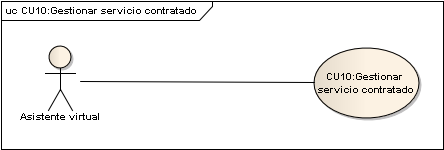 uc CU10:Gestionar servicio contratado
CU10:Gestionar
servicio contratado
Asistente virtual